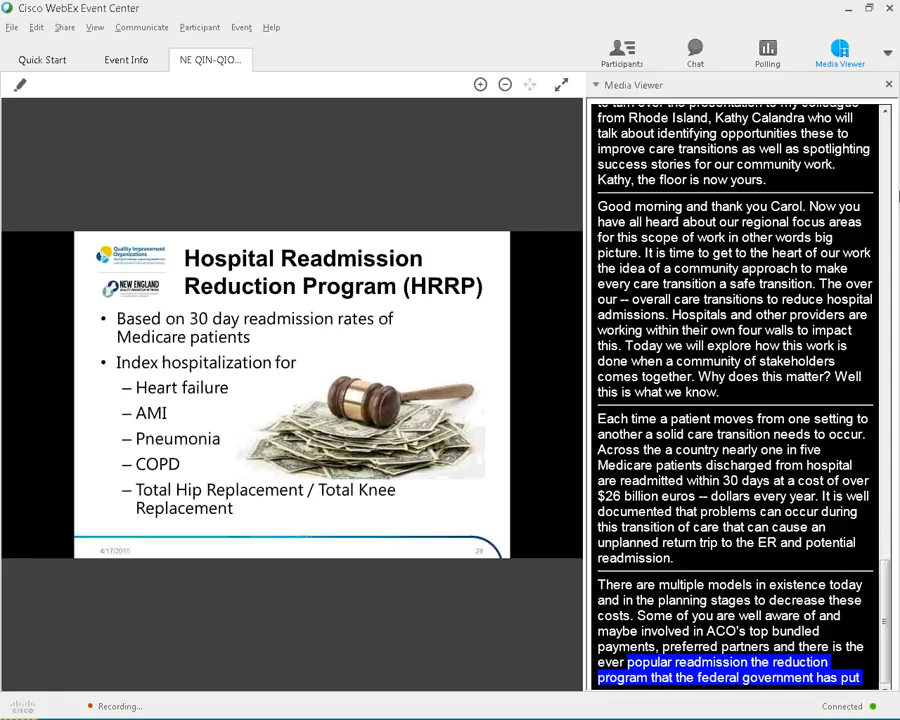 Cisco WebEx Event Center
File Edit Share View Communicate Participant Event Help
Quick Start Event Info NE QIN-QIO...
Participants Chat Polling Media Viewer
Media Viewer
Quality Improvement
Organizations
NEW ENGLAND
Hospital Readmission
Reduction Program (HRRP)
• Based on 30 day readmission rates of
Medicare patients
• Index hospitalization for
– Heart failure
– AMI
– Pneumonia
– COPD
– Total Hip Replacement / Total Knee
Replacement
4/17/2015 28
to turn over the presentation to my colleague
from Rhode Island, Kathy Calandra who will
talk about identifying opportunities these to
improve care transitions as well as spotlighting
success stories for our community work.
Kathy, the floor is now yours.
Good morning and thank you Carol. Now you
have all heard about our regional focus areas
for this scope of work in other words big
picture. It is time to get to the heart of our work
the idea of a community approach to make
every care transition a safe transition. The over
our -- overall care transitions to reduce hospital
admissions. Hospitals and other providers are
working within their own four walls to impact
this. Today we will explore how this work is
done when a community of stakeholders
comes together. Why does this matter? Well
this is what we know.
Each time a patient moves from one setting to
another a solid care transition needs to occur.
Across the a country nearly one in five
Medicare patients discharged from hospital
are readmitted within 30 days at a cost of over
$26 billion euros -- dollars every year. It is well
documented that problems can occur during
this transition of care that can cause an
unplanned return trip to the ER and potential
readmission.
There are multiple models in existence today
and in the planning stages to decrease these
costs. Some of you are well aware of and
maybe involved in ACO's top bundled
payments, preferred partners and there is the
ever popular readmission the reduction
program that the federal government has put
cisco Recording... Connected